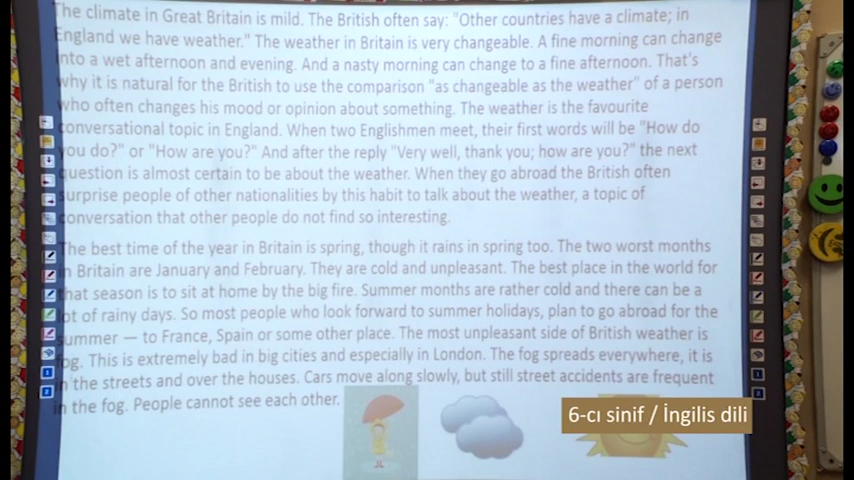 The climate in Great Britain is mild. The British often say: "Other countries have a climate; in
England we have weather." The weather in Britain is very changeable. A fine morning can change
into a wet afternoon and evening. And a nasty morning can change to a fine afternoon. That's
why it is natural for the British to use the comparison "as changeable as the weather" of a person
who often changes his mood or opinion about something. The weather is the favourite
conversational topic in England. When two Englishmen meet, their first words will be "How do
you do?" or "How are you?" And after the reply "Very well, thank you; how are you?" the next
question is almost certain to be about the weather. When they go abroad the British often
surprise people of other nationalities by this habit to talk about the weather, a topic of
conversation that other people do not find so interesting.
The best time of the year in Britain is spring, though it rains in spring too. The two worst months
in Britain are January and February. They are cold and unpleasant. The best place in the world for
that season is to sit at home by the big fire. Summer months are rather cold and there can be a
lot of rainy days. So most people who look forward to summer holidays, plan to go abroad for the
summer — to France, Spain or some other place. The most unpleasant side of British weather is
fog. This is extremely bad in big cities and especially in London. The fog spreads everywhere, it is
in the streets and over the houses. Cars move along slowly, but still street accidents are frequent
in the fog. People cannot see each other.
6-cı sinif / İngilis dili